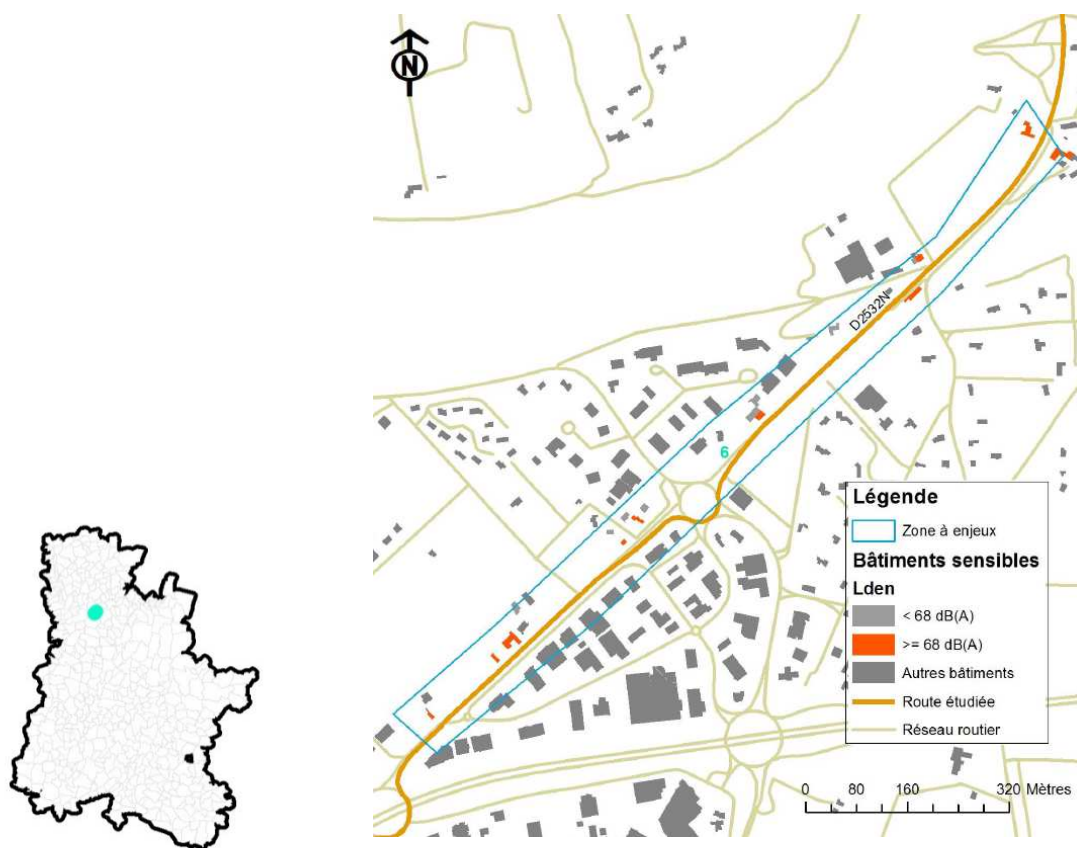 N
D2532N
6
Légende
Zone à enjeux
Bâtiments sensibles
Lden
< 68 dB(A)
>= 68 dB(A)
Autres bâtiments
Route étudiée
Réseau routier
0 80 160 320 Mètres